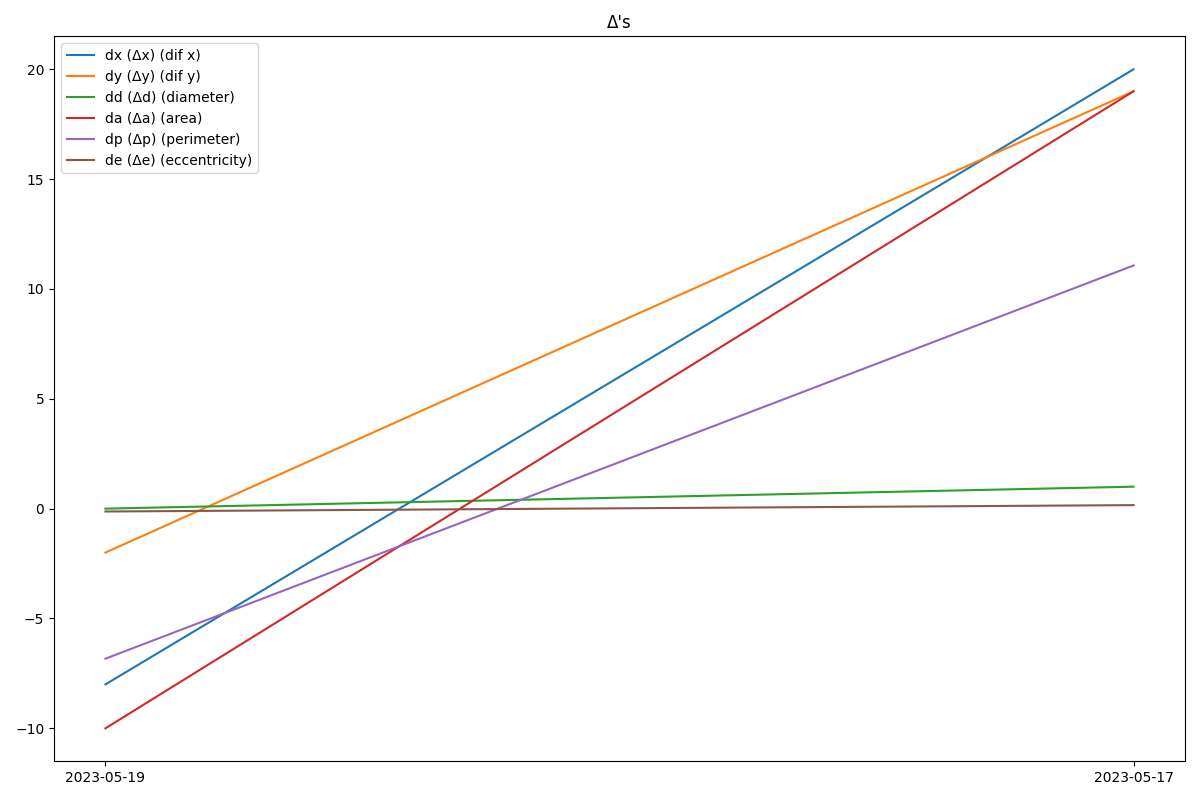 Δ's
dx (Δx) (dif x)
dy (Δy) (dif y)
dd (Δd) (diameter)
da (Δa) (area)
dp (Δp) (perimeter)
de (Δe) (eccentricity)
20
15
10
5
0
−5
−10
2023-05-19 2023-05-17